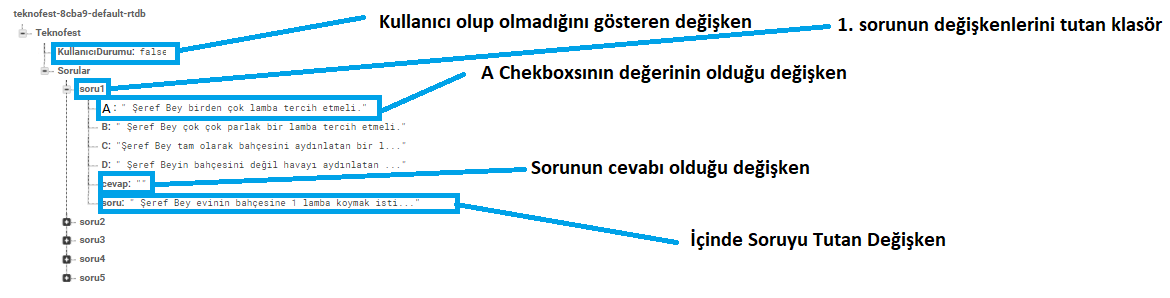 teknofest-8cba9-default-rtdb
Kullanıcı olup olmadığını gösteren değişken
1. sorunun değişkenlerini tutan klasör
Teknofest
KullanıcıDurumu: false
Sorular
A Chekboxsının değerinin olduğu değişken
soru1
A: " Şeref Bey birden çok lamba tercih etmeli."
B: " Şeref Bey çok çok parlak bir lamba tercih etmeli."
C: "Şeref Bey tam olarak bahçesini aydınlatan bir l..."
D: " Şeref Beyin bahçesini değil havayı aydınlatan ..."
Sorunun cevabı olduğu değişken
cevap: ""
soru: " Şeref Bey evinin bahçesine 1 lamba koymak isti..."
soru2
İçinde Soruyu Tutan Değişken
soru3
soru4
soru5